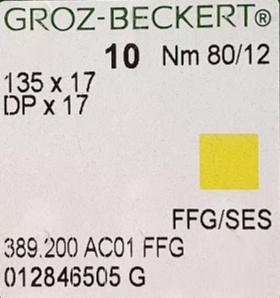 GROZ-BECKERT®
10 Nm 80/12
135 x 17
DP x 17
FFG/SES
389.200 AC01 FFG
012846505 G